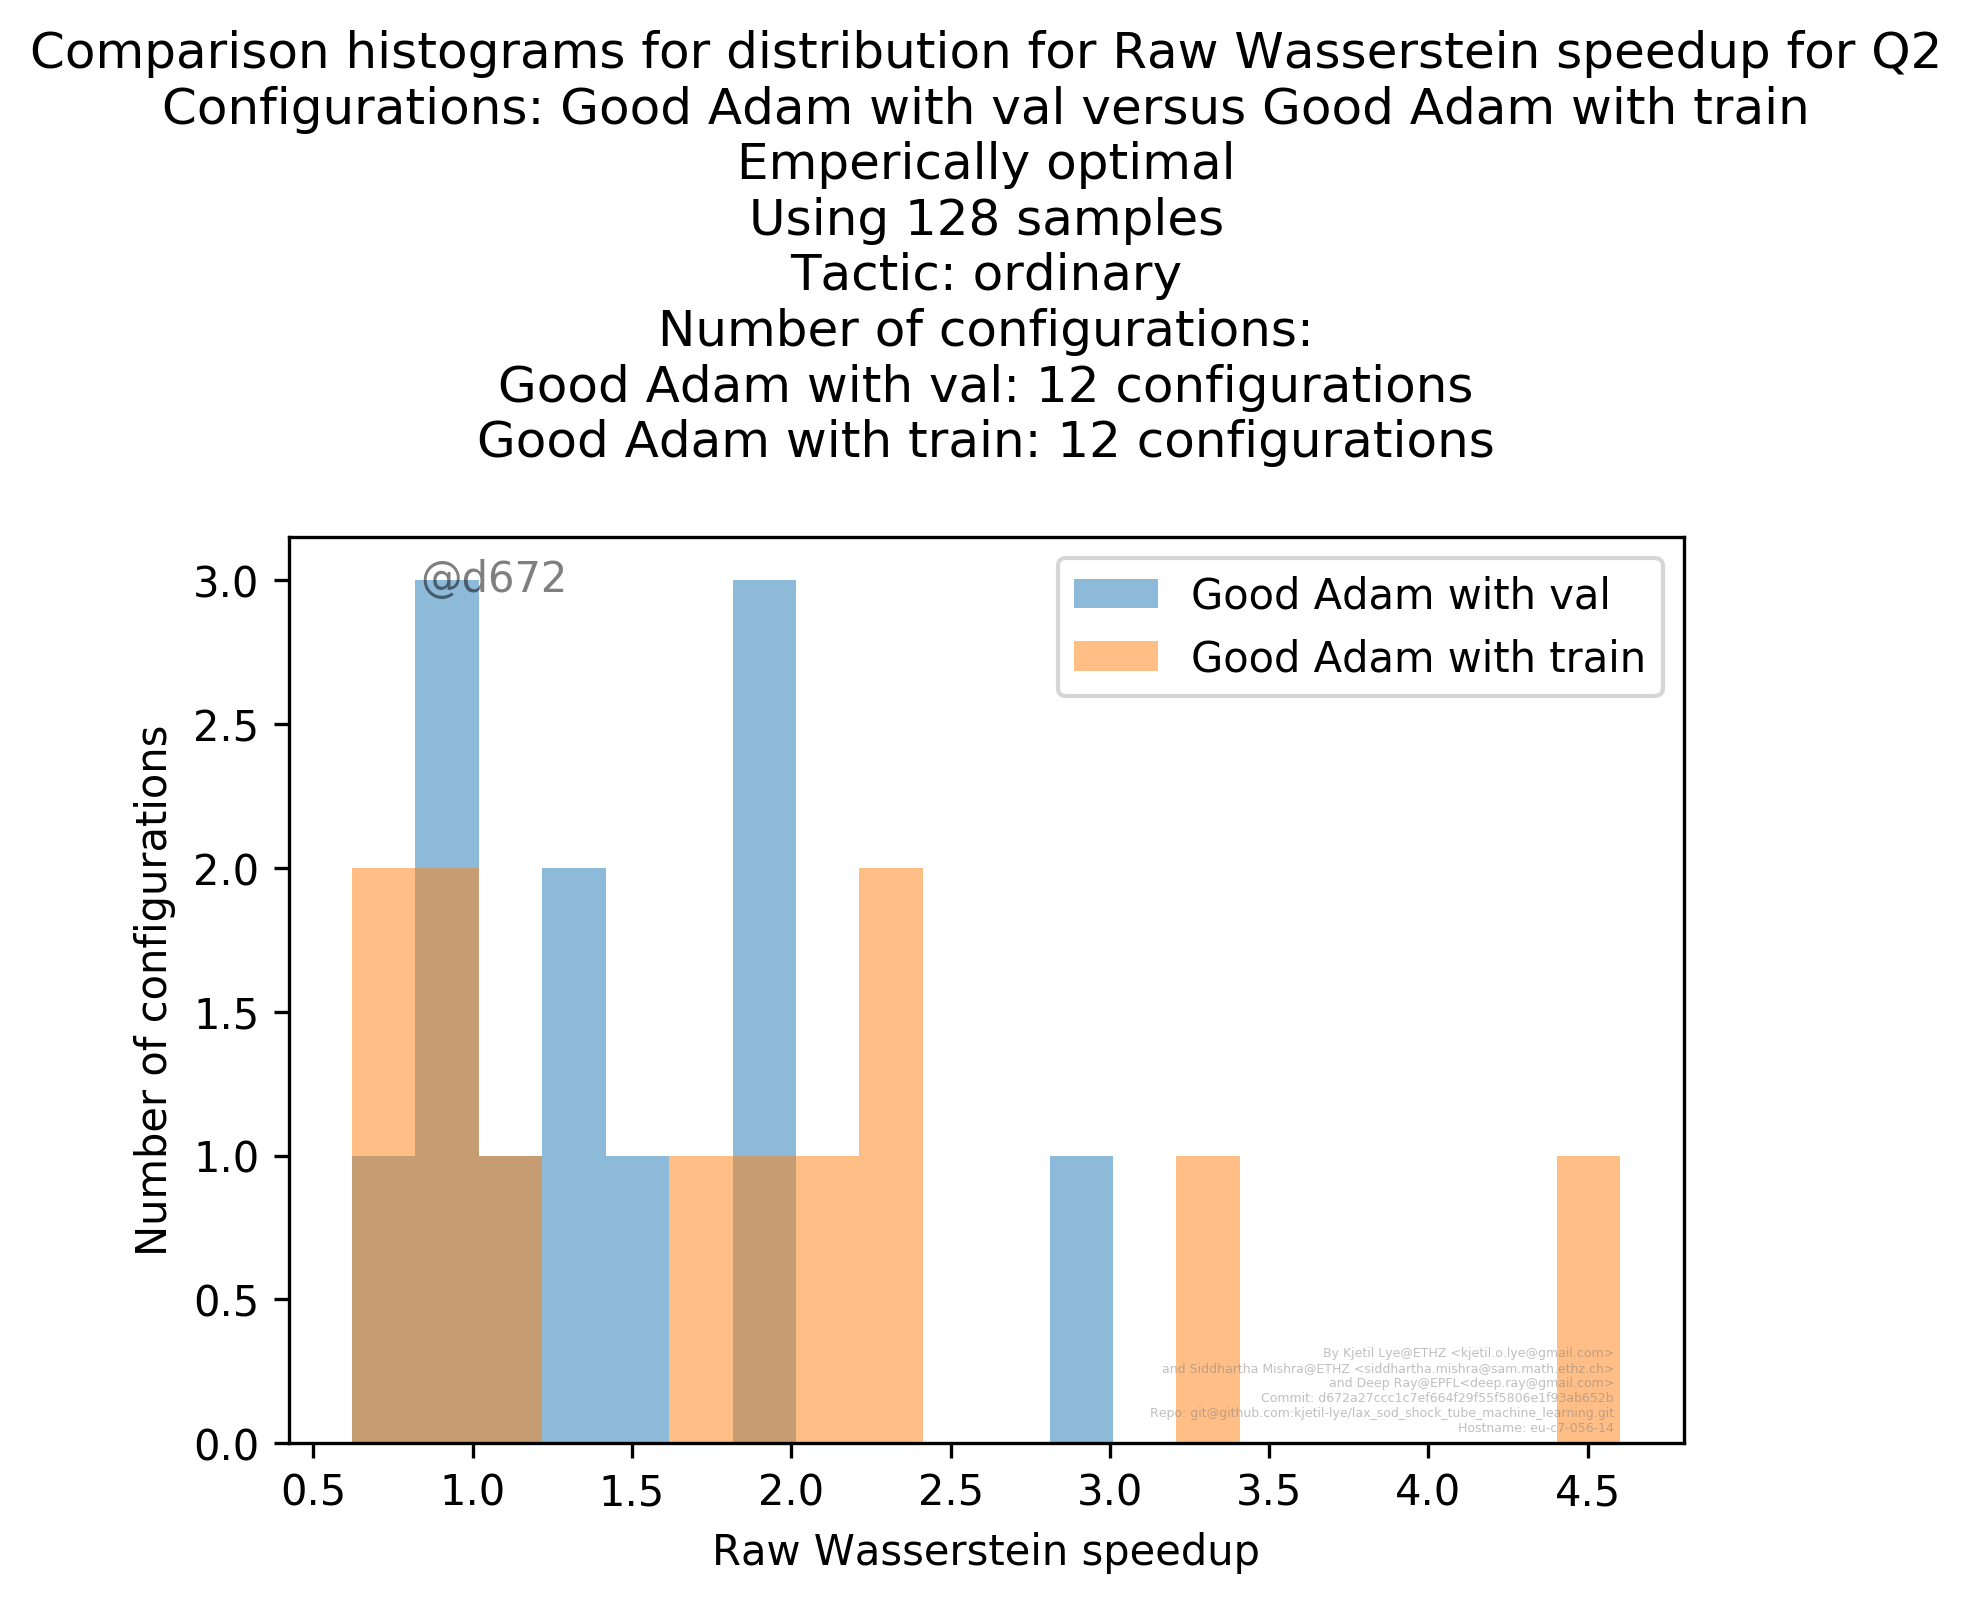 Comparison histograms for distribution for Raw Wasserstein speedup for Q2
Configurations: Good Adam with val versus Good Adam with train
Emperically optimal
Using 128 samples
Tactic: ordinary
Number of configurations:
Good Adam with val: 12 configurations
Good Adam with train: 12 configurations
@d672
Good Adam with val
Good Adam with train
3.0
2.5
2.0
1.5
1.0
0.5
0.0
Number of configurations
By Kjetil Lye@ETHZ <kjetil.o.lye@gmail.com>
and Siddhartha Mishra@ETHZ <siddhartha.mishra@sam.math.ethz.ch>
and Deep Ray@EPFL<deep.ray@gmail.com>
Commit: d672a27ccc1c7ef664f29f55f5806e1f93ab652b
Repo: git@github.com:kjetil-lye/lax_sod_shock_tube_machine_learning.git
Hostname: eu-c7-056-14
0.5 1.0 1.5 2.0 2.5 3.0 3.5 4.0 4.5
Raw Wasserstein speedup